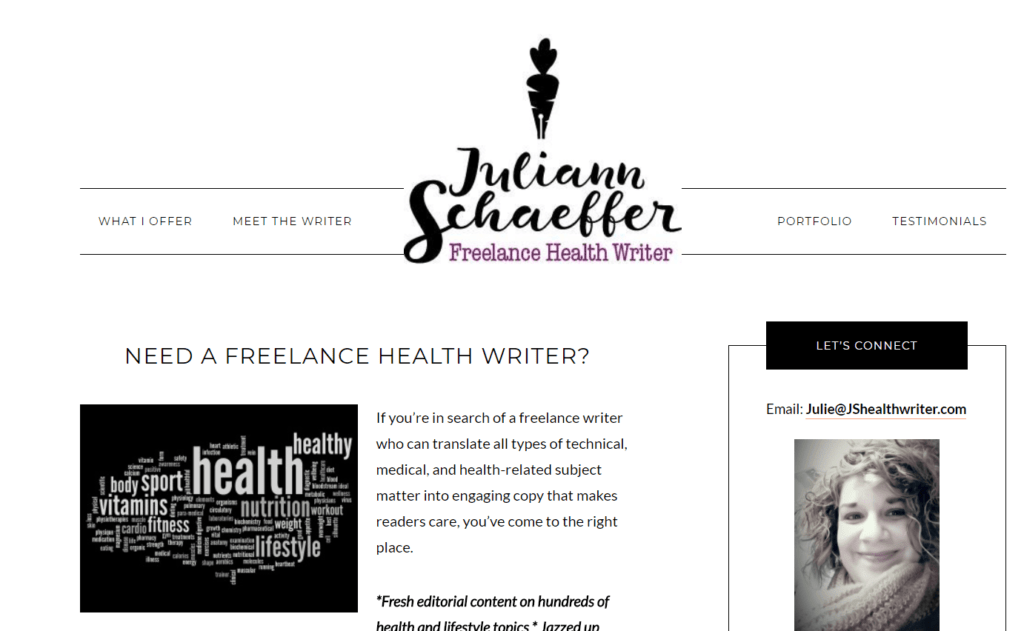 Juliann
Schaeffer
Freelance Health Writer
WHAT I OFFER
MEET THE WRITER
PORTFOLIO
TESTIMONIALS
NEED A FREELANCE HEALTH WRITER?
healthy
health
body sport
vitamins
nutrition
workout
cardio
fitness
weight
lifestyle
If you’re in search of a freelance writer
who can translate all types of technical,
medical, and health-related subject
matter into engaging copy that makes
readers care, you’ve come to the right
place.
*Fresh editorial content on hundreds of
health and lifestyle topics * Jazzed up
LET'S CONNECT
Email: Julie@JShealthwriter.com